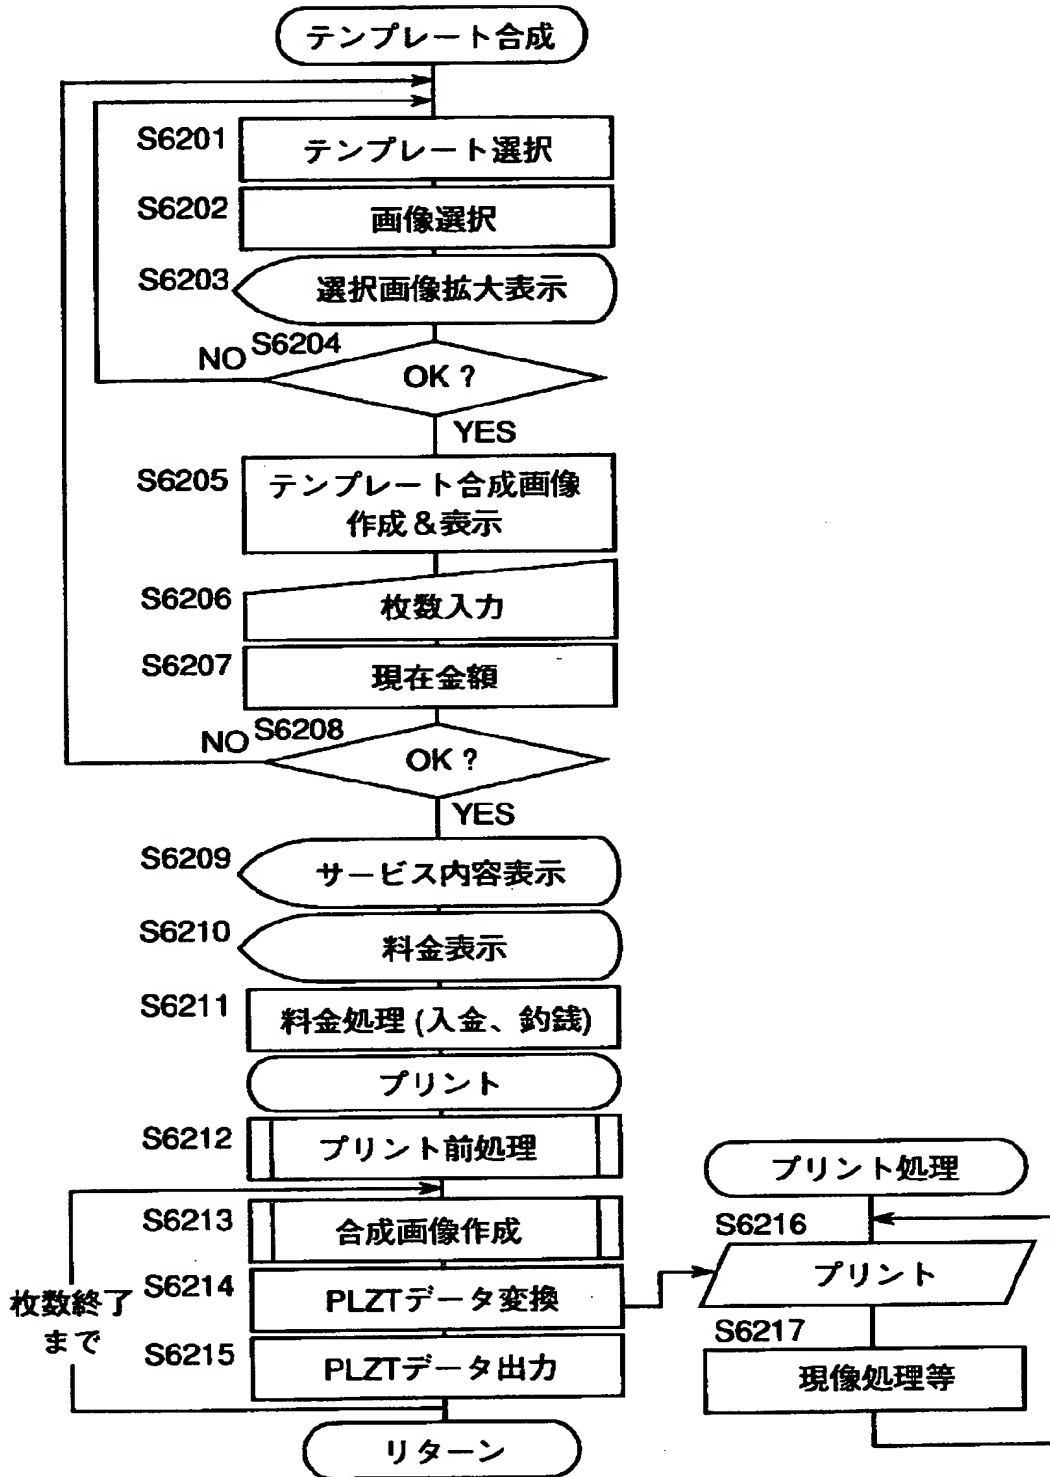 テンプレート合成
S6201
テンプレート選択
S6202
画像選択
S6203
選択画像拡大表示
S6204
NO
OK ?
YES
S6205
テンプレート合成画像
作成＆表示
S6206
枚数入力
S6207
現在金額
S6208
NO
OK ?
YES
S6209
サービス内容表示
S6210
料金表示
S6211
料金処理 (入金、釣銭)
プリント
S6212
プリント前処理
S6213
合成画像作成
S6214
PLZTデータ変換
枚数終了
まで
S6215
PLZTデータ出力
リターン
プリント処理
S6216
プリント
S6217
現像処理等